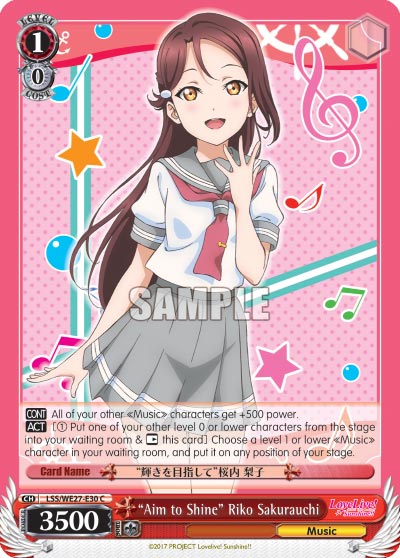 LEVEL
1
0
COST
SAMPLE
CONT All of your other «Music» characters get +500 power.
ACT [① Put one of your other level 0 or lower characters from the stage
into your waiting room & this card] Choose a level 1 or lower «Music»
character in your waiting room, and put it on any position of your stage.
Card Name “輝きを目指して”桜内 梨子
CH LSS/WE27-E30 C
3500
“Aim to Shine” Riko Sakurauchi
LoveLive! Sunshine!!
Music
©2017 PROJECT Lovelive! Sunshine!!